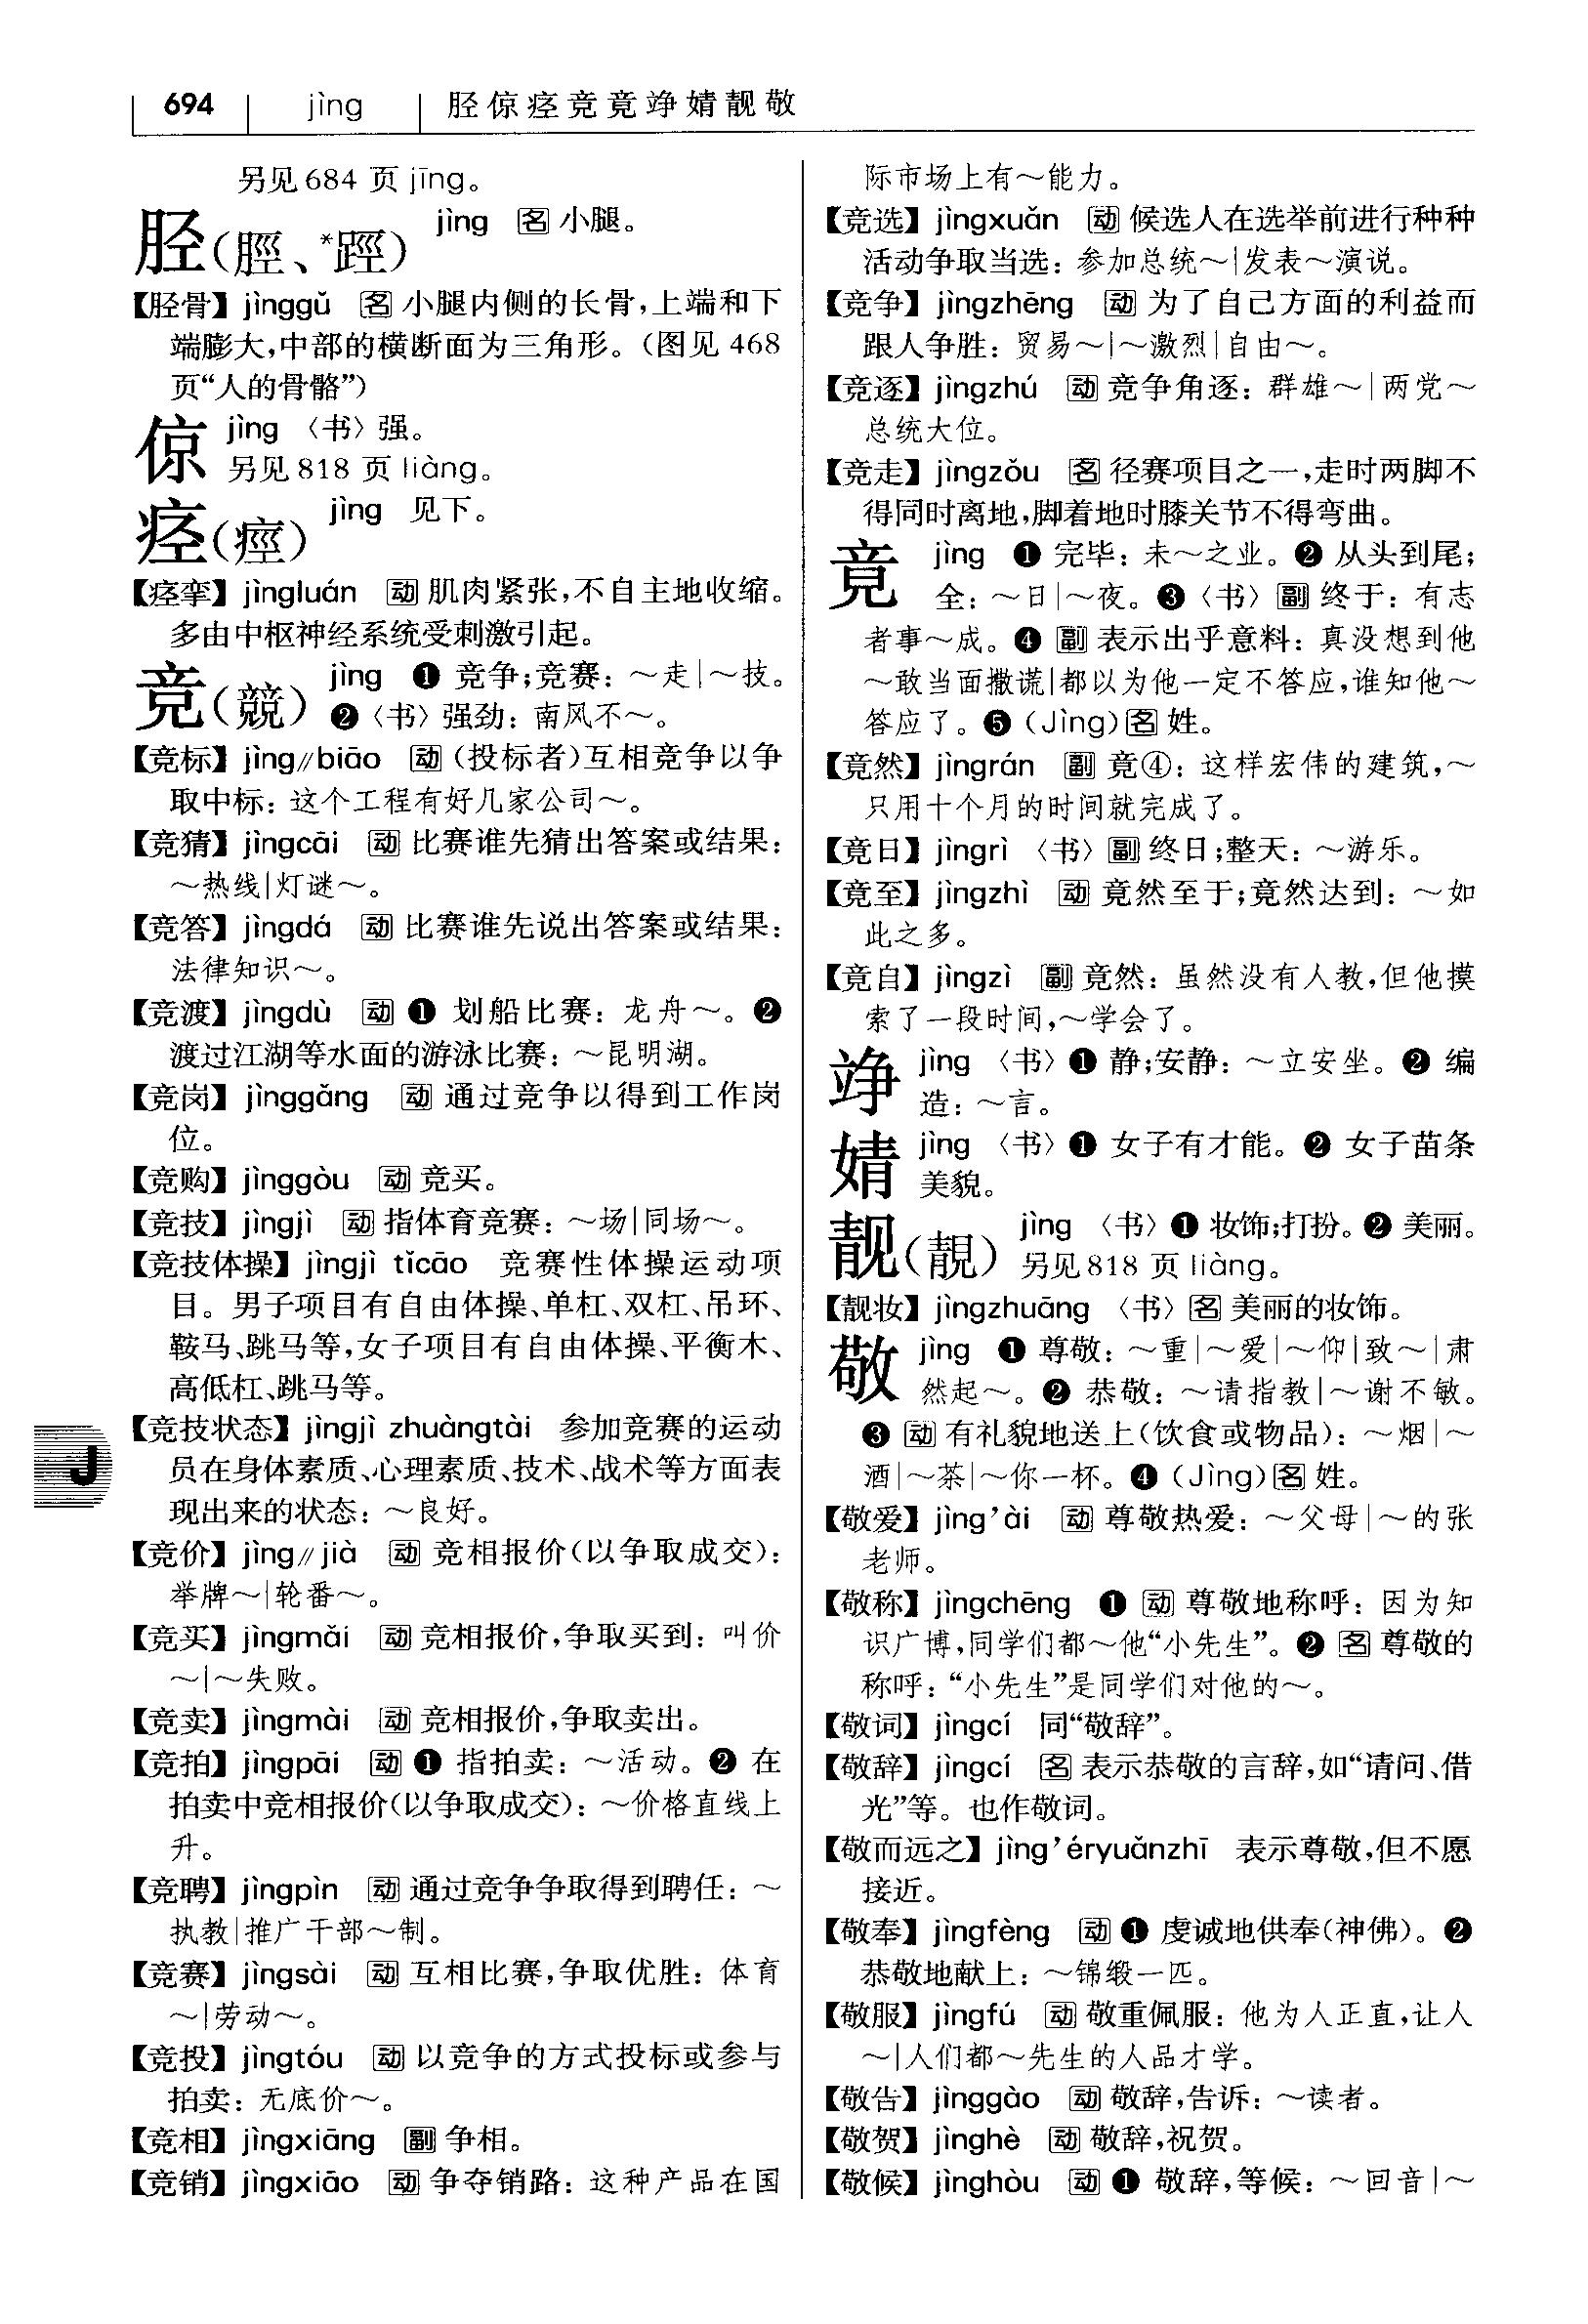 694 jìng 胫倞痉竞竟竫婧靓敬
另见684 页 jīng。
胫(脛、*踁) jìng 名 小腿。
【胫骨】 jìnggǔ 名 小腿内侧的长骨,上端和下
端膨大,中部的横断面为三角形。(图见 468
页“人的骨骼”)
倞 jìng 〈书〉强。
另见818 页 liàng。
痉(痙) jìng 见下。
【痉挛】 jìngluán 动 肌肉紧张,不自主地收缩。
多由中枢神经系统受刺激引起。
竞(競) jìng ❶ 竞争;竞赛:～走|～技。
❷〈书〉强劲:南风不～。
【竞标】 jìng//biāo 动 (投标者)互相竞争以争
取中标:这个工程有好几家公司～。
【竞猜】 jìngcāi 动 比赛谁先猜出答案或结果:
～热线|灯谜～。
【竞答】 jìngdá 动 比赛谁先说出答案或结果:
法律知识～。
【竞渡】 jìngdù 动 ❶ 划船比赛:龙舟～。❷
渡过江湖等水面的游泳比赛:～昆明湖。
【竞岗】 jìnggǎng 动 通过竞争以得到工作岗
位。
【竞购】 jìnggòu 动 竞买。
【竞技】 jìngjì 动 指体育竞赛:～场|同场～。
【竞技体操】 jìngjì tǐcāo 竞赛性体操运动项
目。男子项目有自由体操、单杠、双杠、吊环、
鞍马、跳马等,女子项目有自由体操、平衡木、
高低杠、跳马等。
【竞技状态】 jìngjì zhuàngtài 参加竞赛的运动
员在身体素质、心理素质、技术、战术等方面表
现出来的状态:～良好。
【竞价】 jìng//jià 动 竞相报价(以争取成交):
举牌～|轮番～。
【竞买】 jìngmǎi 动 竞相报价,争取买到:叫价
～|～失败。
【竞卖】 jìngmài 动 竞相报价,争取卖出。
【竞拍】 jìngpāi 动 ❶ 指拍卖:～活动。❷ 在
拍卖中竞相报价(以争取成交):～价格直线上
升。
【竞聘】 jìngpìn 动 通过竞争争取得到聘任:～
执教|推广干部～制。
【竞赛】 jìngsài 动 互相比赛,争取优胜:体育
～|劳动～。
【竞投】 jìngtóu 动 以竞争的方式投标或参与
拍卖:无底价～。
【竞相】 jìngxiāng 副 争相。
【竞销】 jìngxiāo 动 争夺销路:这种产品在国
J
际市场上有～能力。
【竞选】 jìngxuǎn 动 候选人在选举前进行种种
活动争取当选:参加总统～|发表～演说。
【竞争】 jìngzhēng 动 为了自己方面的利益而
跟人争胜:贸易～|～激烈|自由～。
【竞逐】 jìngzhú 动 竞争角逐:群雄～|两党～
总统大位。
【竞走】 jìngzǒu 名 径赛项目之一,走时两脚不
得同时离地,脚着地时膝关节不得弯曲。
竟 jìng ❶ 完毕:未～之业。❷ 从头到尾;
全:～日|～夜。❸〈书〉副 终于:有志
者事～成。❹ 副 表示出乎意料:真没想到他
～敢当面撒谎|都以为他一定不答应,谁知他～
答应了。❺ (Jìng)名 姓。
【竟然】 jìngrán 副 竟④:这样宏伟的建筑,～
只用十个月的时间就完成了。
【竟日】 jìngrì 〈书〉副 终日;整天:～游乐。
【竟至】 jìngzhì 动 竟然至于;竟然达到:～如
此之多。
【竟自】 jìngzì 副 竟然:虽然没有人教,但他摸
索了一段时间,～学会了。
竫 jìng 〈书〉❶ 静;安静:～立安坐。❷ 编
造:～言。
婧 jìng 〈书〉❶ 女子有才能。❷ 女子苗条
美貌。
靓(靚) jìng 〈书〉❶ 妆饰;打扮。❷ 美丽。
另见818 页 liàng。
【靓妆】 jìngzhuāng 〈书〉名 美丽的妆饰。
敬 jìng ❶ 尊敬:～重|～爱|～仰|致～|肃
然起～。❷ 恭敬:～请指教|～谢不敏。
❸ 动 有礼貌地送上(饮食或物品):～烟|～
酒|～茶|～你一杯。❹ (Jìng)名 姓。
【敬爱】 jìng’ài 动 尊敬热爱:～父母|～的张
老师。
【敬称】 jìngchēng ❶ 动 尊敬地称呼:因为知
识广博,同学们都～他“小先生”。❷ 名 尊敬的
称呼:“小先生”是同学们对他的～。
【敬词】 jìngcí 同“敬辞”。
【敬辞】 jìngcí 名 表示恭敬的言辞,如“请问、借
光”等。也作敬词。
【敬而远之】 jìng’éryuǎnzhī 表示尊敬,但不愿
接近。
【敬奉】 jìngfèng 动 ❶ 虔诚地供奉(神佛)。❷
恭敬地献上:～锦缎一匹。
【敬服】 jìngfú 动 敬重佩服:他为人正直,让人
～|人们都～先生的人品才学。
【敬告】 jìnggào 动 敬辞,告诉:～读者。
【敬贺】 jìnghè 动 敬辞,祝贺。
【敬候】 jìnghòu 动 ❶ 敬辞,等候:～回音|～